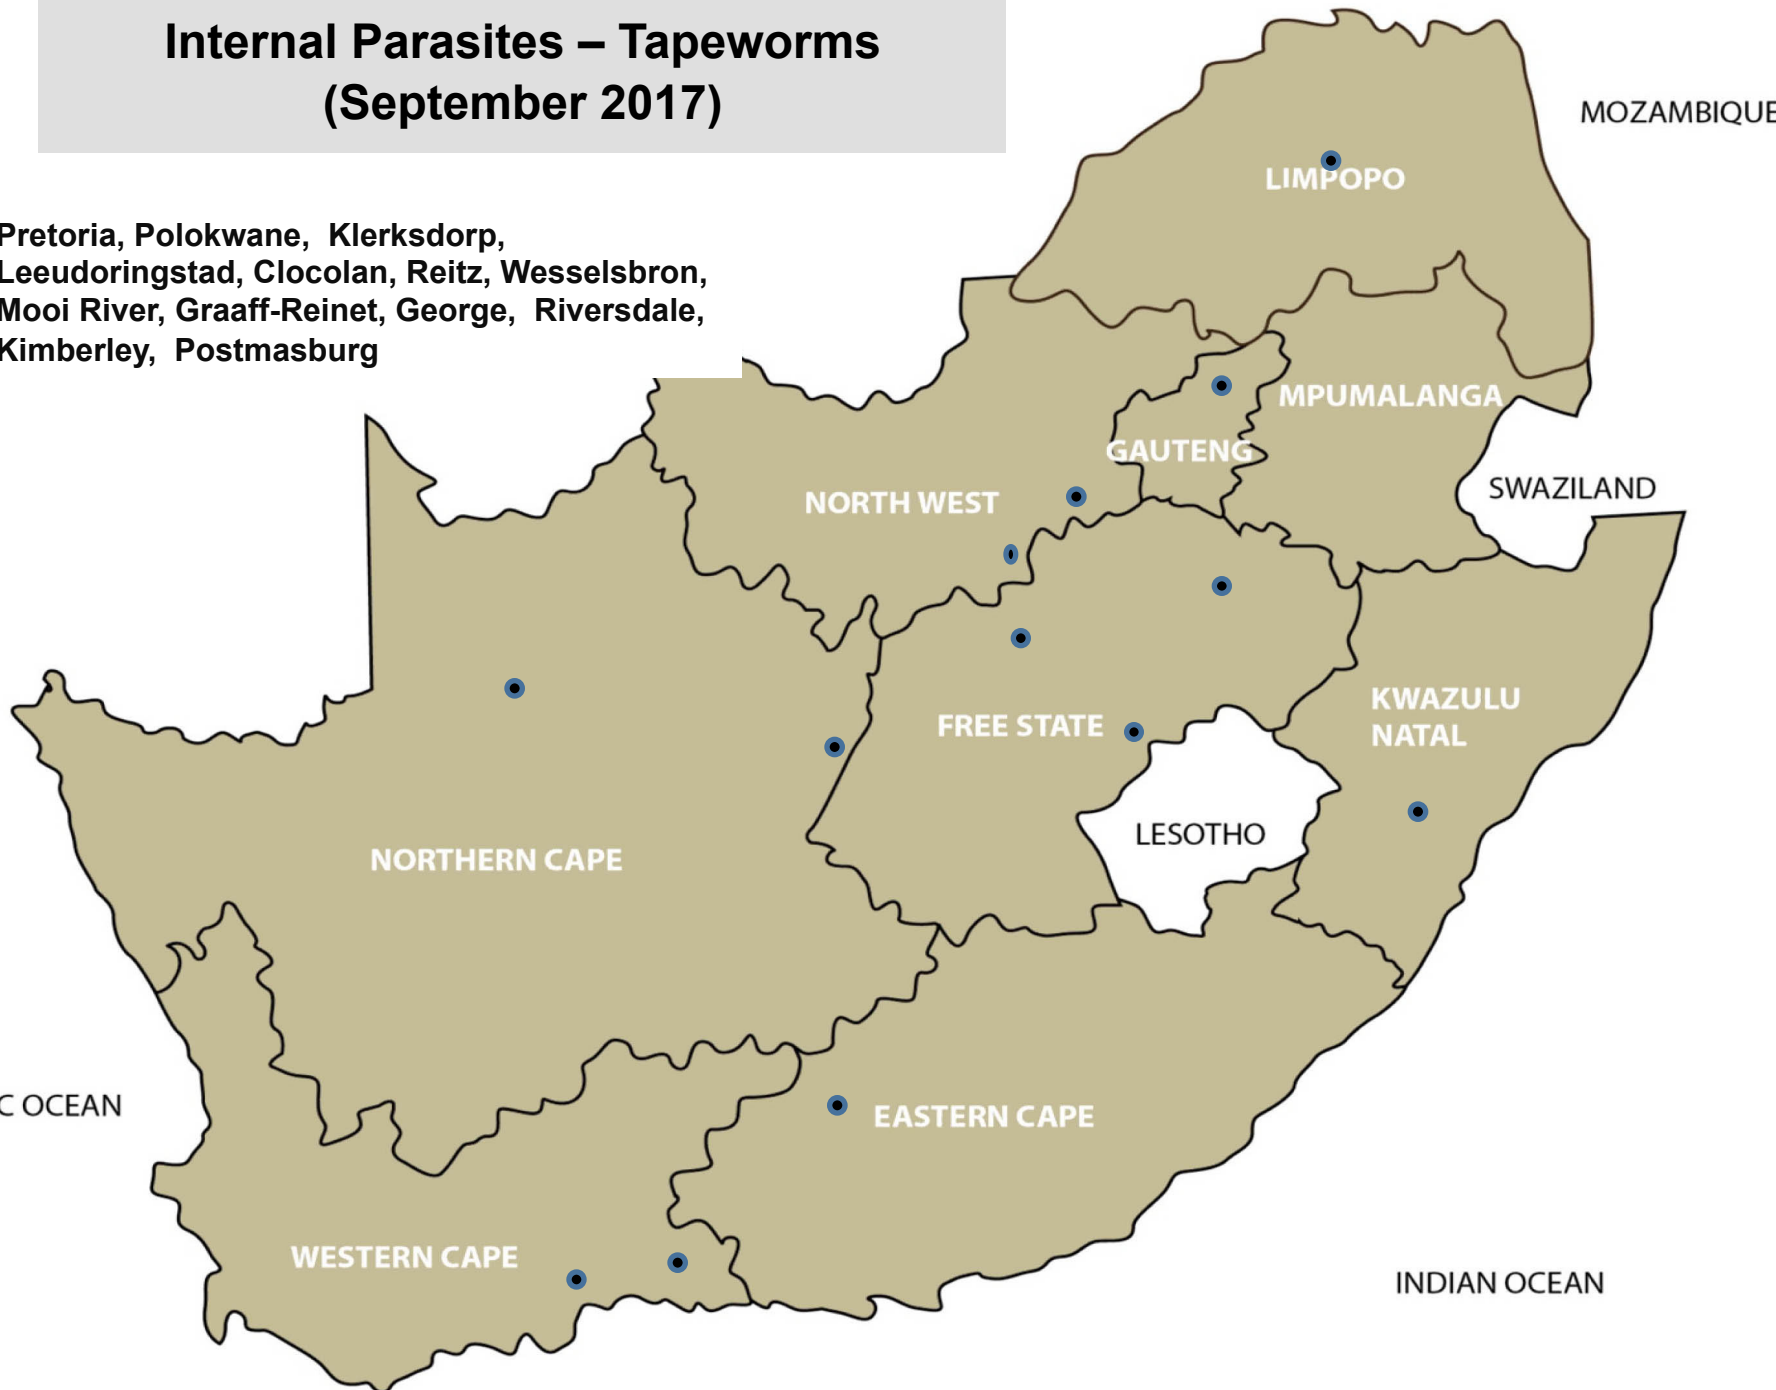 Internal Parasites – Tapeworms
(September 2017)
MOZAMBIQUE
LIMPOPO
Pretoria, Polokwane, Klerksdorp,
Leeudoringstad, Clocolan, Reitz, Wesselsbron,
Mooi River, Graaff-Reinet, George, Riversdale,
Kimberley, Postmasburg
MPUMALANGA
GAUTENG
SWAZILAND
NORTH WEST
KWAZULU
NATAL
FREE STATE
LESOTHO
NORTHERN CAPE
C OCEAN
EASTERN CAPE
WESTERN CAPE
INDIAN OCEAN